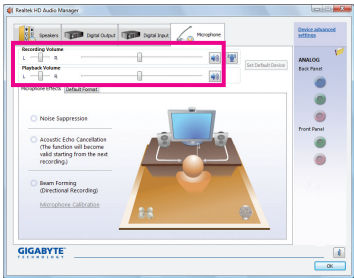 Realtek HD Audio Manager
Speakers
Digital Output
Digital Input
Microphone
Device advanced
settings
Recording Volume
L
R
Set Default Device
Playback Volume
L
R
ANALOG
Back Panel
Microphone Effects
Default Format
Noise Suppression
Acoustic Echo Cancellation
(The function will become
valid starting from the next
recording.)
Front Panel
Beam Forming
(Directional Recording)
Microphone Calibration
GIGABYTE™
TECHNOLOGY
OK